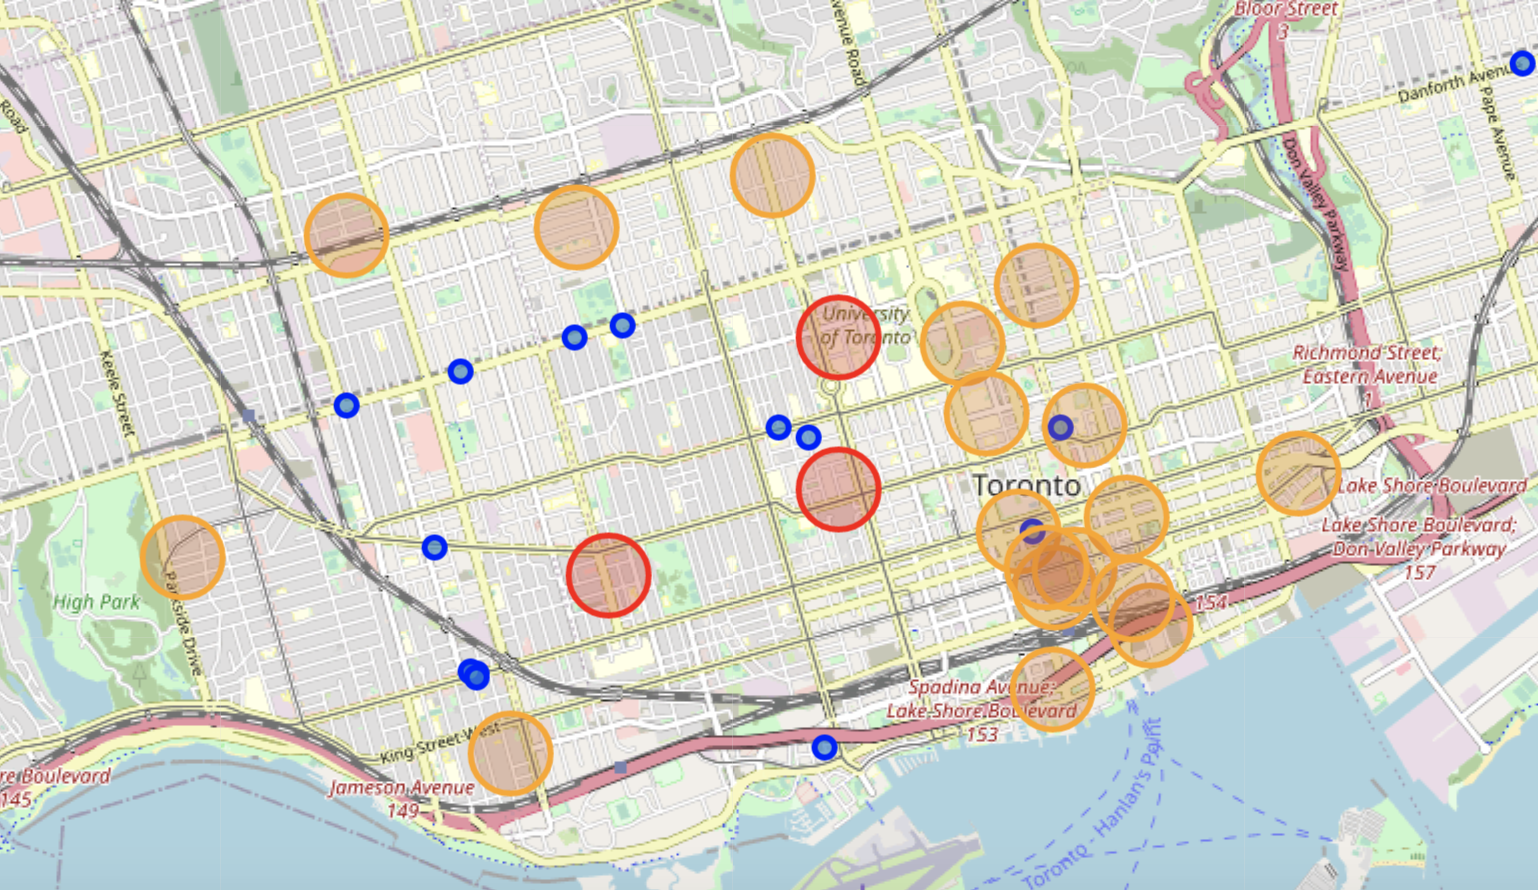 Bloor Street
3
venue Road
Danforth Avenue
Pape Avenue
Road
Don Valley Parkway
University
of Toronto
Keele Street
Richmond Street;
Eastern Avenue
1
Toronto
Lake Shore Boulevard
Lake Shore Boulevard;
Don Valley Parkway
157
High Park
Parkside Drive
154
Spadina Avenue;
Lake Shore Boulevard
153
King Street West
re Boulevard
145
Jameson Avenue
149
Toronto - Hanlan's Point